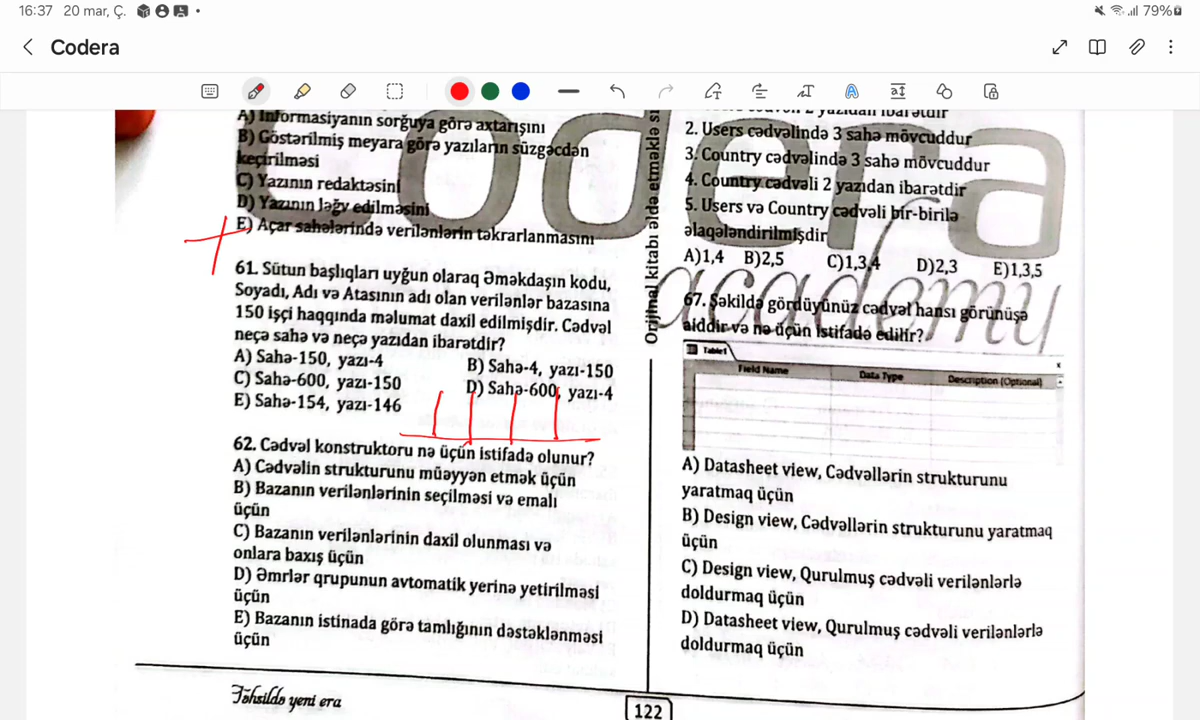 16:37 20 mar, Ç.
79%
Codera
A) İnformasiyanın sorğuya görə axtarışını
B) Göstərilmiş meyara görə yazıların süzgəcdən
keçirilməsi
C) Yazının redaktəsini
D) Yazının ləğv edilməsini
E) Açar sahələrində verilənlərin təkrarlanmasını
61. Sütun başlıqları uyğun olaraq Əməkdaşın kodu,
Soyadı, Adı və Atasının adı olan verilənlər bazasına
150 işçi haqqında məlumat daxil edilmişdir. Cədvəl
neçə sahə və neçə yazıdan ibarətdir?
A) Sahə-150, yazı-4
B) Sahə-4, yazı-150
C) Sahə-600, yazı-150
D) Sahə-600, yazı-4
E) Sahə-154, yazı-146
62. Cədvəl konstruktoru nə üçün istifadə olunur?
A) Cədvəlin strukturunu müəyyən etmək üçün
B) Bazanın verilənlərinin seçilməsi və emalı
üçün
C) Bazanın verilənlərinin daxil olunması və
onlara baxış üçün
D) Əmrlər qrupunun avtomatik yerinə yetirilməsi
üçün
E) Bazanın istinada görə tamlığının dəstəklənməsi
üçün
Orijinal kitabı əldə etməklə
2 yazıdan ibarətdir
2. Users cədvəlində 3 sahə mövcuddur
3. Country cədvəlində 3 sahə mövcuddur
4. Country cədvəli 2 yazıdan ibarətdir
5. Users və Country cədvəli bir-birilə
əlaqələndirilmişdir
A)1,4 B)2,5 C)1,3,4 D)2,3 E)1,3,5
67. Şəkildə gördüyünüz cədvəl hansı görünüşə
aiddir və nə üçün istifadə edilir?
Table1
Field Name Data Type Description (Optional)
A) Datasheet view, Cədvəllərin strukturunu
yaratmaq üçün
B) Design view, Cədvəllərin strukturunu yaratmaq
üçün
C) Design view, Qurulmuş cədvəli verilənlərlə
doldurmaq üçün
D) Datasheet view, Qurulmuş cədvəli verilənlərlə
doldurmaq üçün
Codera
academy
Təhsildə yeni era
122